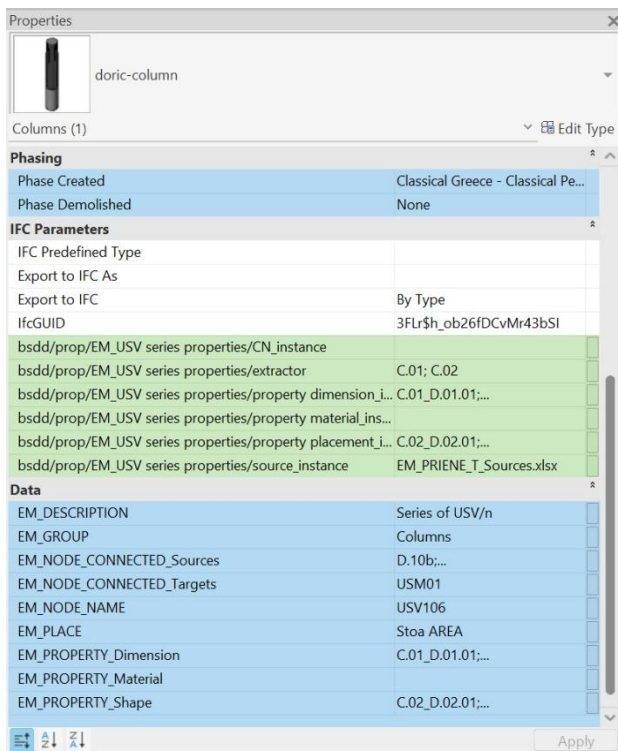 Properties
doric-column
Columns (1) Edit Type
Phasing
Phase Created Classical Greece - Classical Pe...
Phase Demolished None
IFC Parameters
IFC Predefined Type
Export to IFC As
Export to IFC By Type
IfcGUID 3FLr$h_ob26fDCvMr43bSI
bsdd/prop/EM_USV series properties/CN_instance
bsdd/prop/EM_USV series properties/extractor C.01; C.02
bsdd/prop/EM_USV series properties/property dimension_i... C.01_D.01.01;...
bsdd/prop/EM_USV series properties/property material_ins...
bsdd/prop/EM_USV series properties/property placement_i... C.02_D.02.01;...
bsdd/prop/EM_USV series properties/source_instance EM_PRIENE_T_Sources.xlsx
Data
EM_DESCRIPTION Series of USV/n
EM_GROUP Columns
EM_NODE_CONNECTED_Sources D.10b;...
EM_NODE_CONNECTED_Targets USM01
EM_NODE_NAME USV106
EM_PLACE Stoa AREA
EM_PROPERTY_Dimension C.01_D.01.01;...
EM_PROPERTY_Material
EM_PROPERTY_Shape C.02_D.02.01;...
Apply